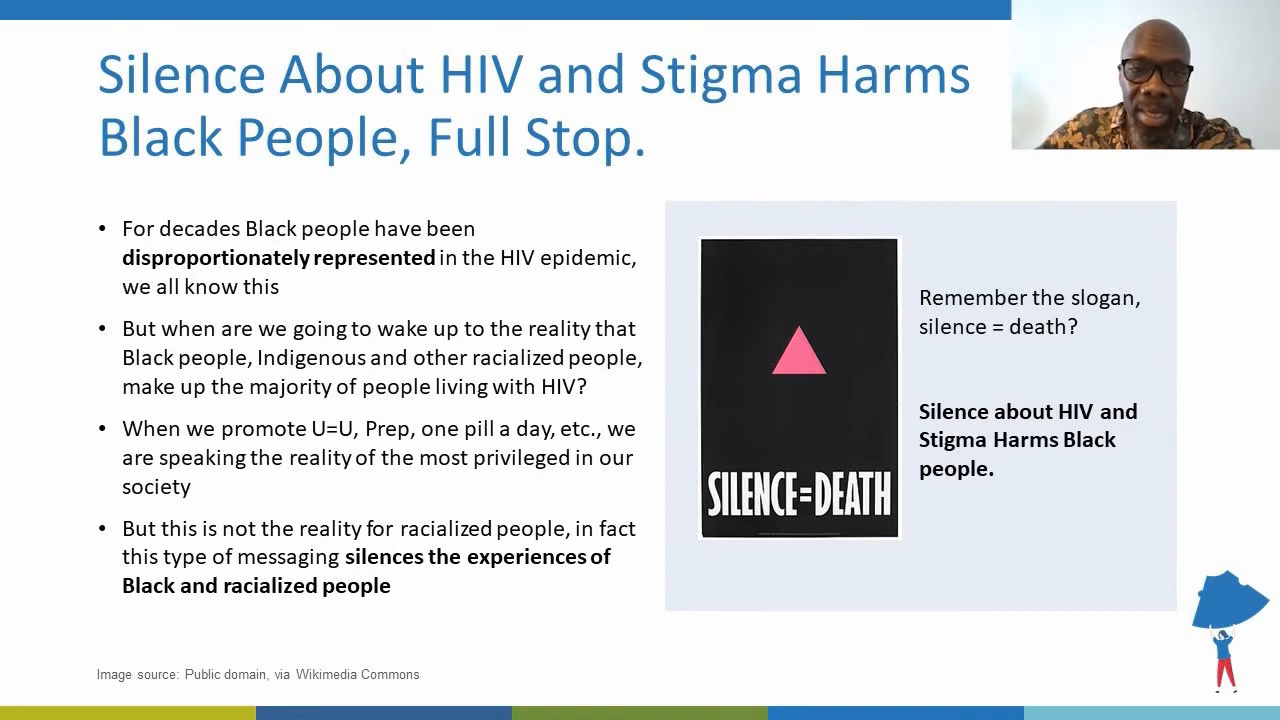 Silence About HIV and Stigma Harms
Black People, Full Stop.
• For decades Black people have been
disproportionately represented in the HIV epidemic,
we all know this
• But when are we going to wake up to the reality that
Black people, Indigenous and other racialized people,
make up the majority of people living with HIV?
• When we promote U=U, Prep, one pill a day, etc., we
are speaking the reality of the most privileged in our
society
• But this is not the reality for racialized people, in fact
this type of messaging silences the experiences of
Black and racialized people
SILENCE=DEATH
Remember the slogan,
silence = death?
Silence about HIV and
Stigma Harms Black
people.
Image source: Public domain, via Wikimedia Commons